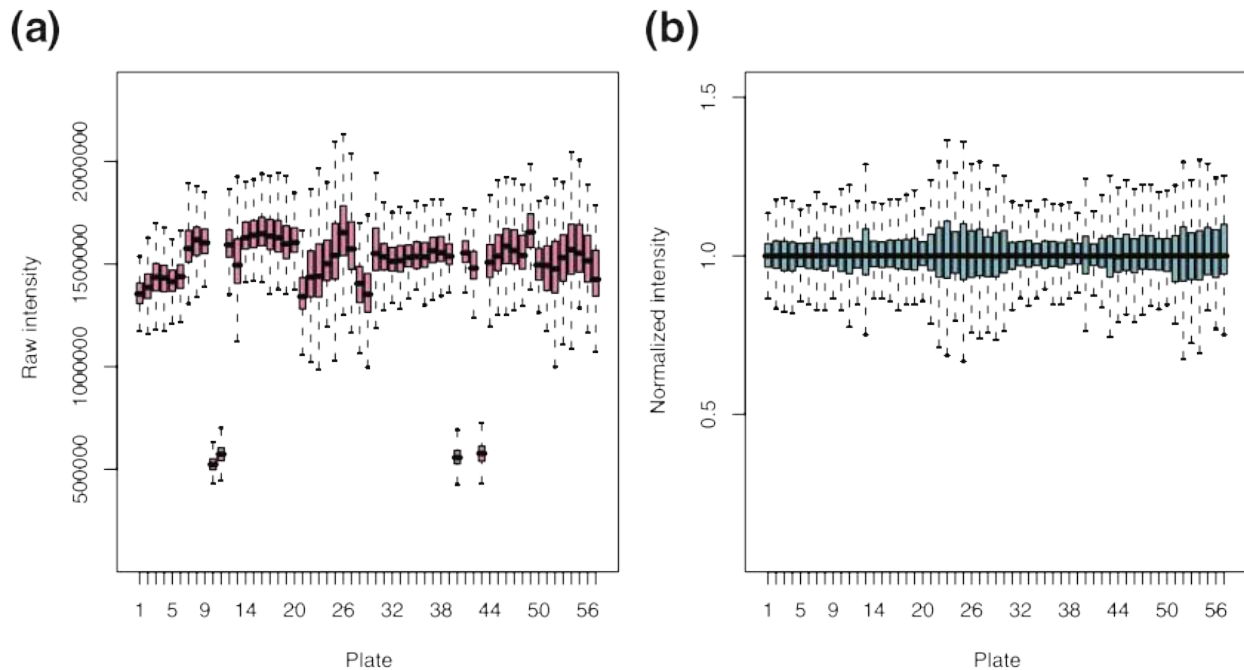 (a)
Raw intensity
2000000
1500000
1000000
500000
1 5 9 14 20 26 32 38 44 50 56
Plate
(b)
Normalized intensity
1.5
1.0
0.5
1 5 9 14 20 26 32 38 44 50 56
Plate